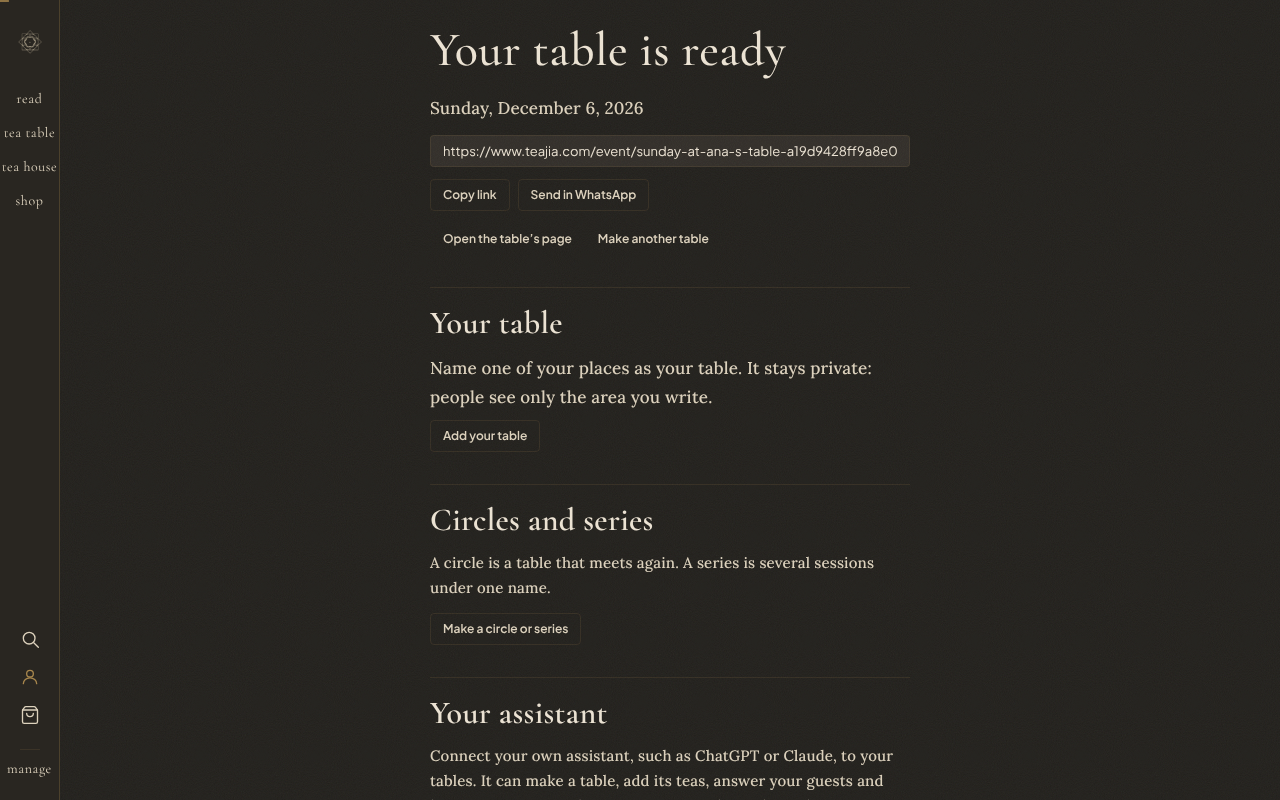 read
tea table
tea house
shop
manage
Your table is ready
Sunday, December 6, 2026
https://www.teajia.com/event/sunday-at-ana-s-table-a19d9428ff9a8e0
Copy link
Send in WhatsApp
Open the table's page
Make another table
Your table
Name one of your places as your table. It stays private:
people see only the area you write.
Add your table
Circles and series
A circle is a table that meets again. A series is several sessions
under one name.
Make a circle or series
Your assistant
Connect your own assistant, such as ChatGPT or Claude, to your
tables. It can make a table, add its teas, answer your guests and